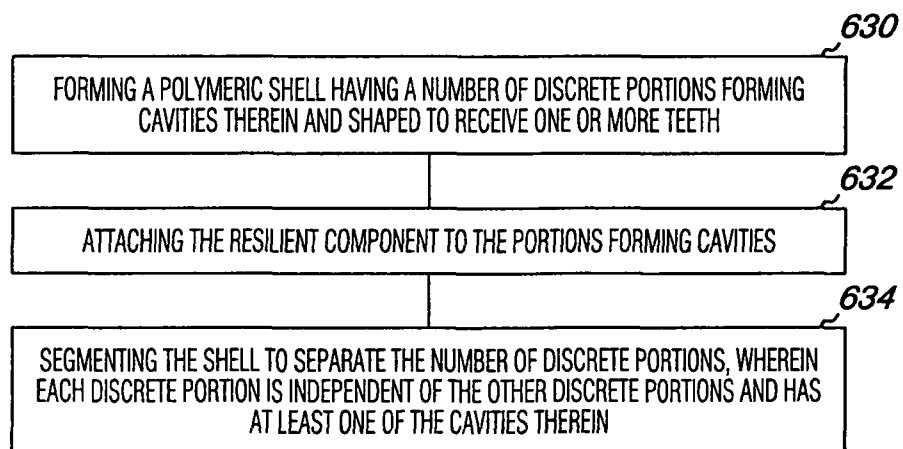 630
FORMING A POLYMERIC SHELL HAVING A NUMBER OF DISCRETE PORTIONS FORMING
CAVITIES THEREIN AND SHAPED TO RECEIVE ONE OR MORE TEETH
632
ATTACHING THE RESILIENT COMPONENT TO THE PORTIONS FORMING CAVITIES
634
SEGMENTING THE SHELL TO SEPARATE THE NUMBER OF DISCRETE PORTIONS, WHEREIN
EACH DISCRETE PORTION IS INDEPENDENT OF THE OTHER DISCRETE PORTIONS AND HAS
AT LEAST ONE OF THE CAVITIES THEREIN